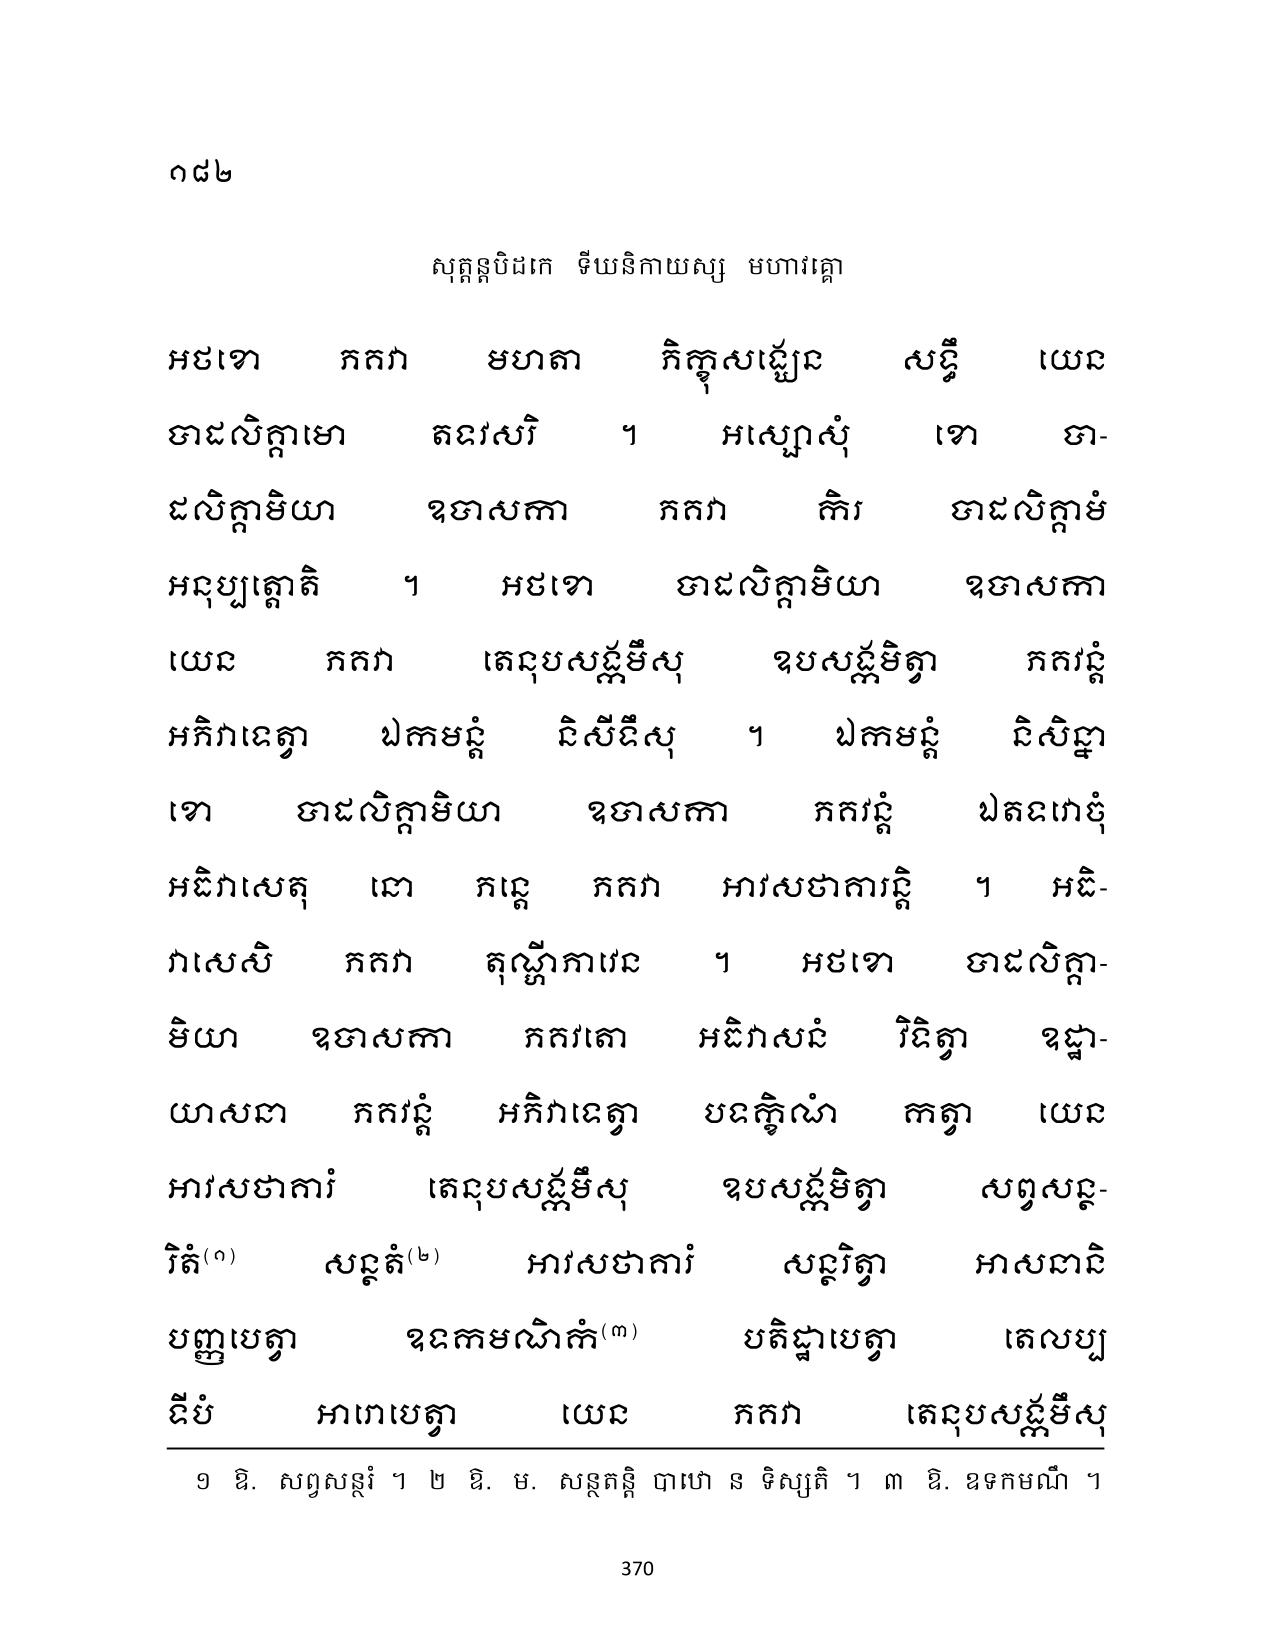 ១៨២
សុត្តន្តបិដកេ ទីឃនិកាយស្ស មហាវគ្គោ
អថខោ ភគវា មហតា ភិក្ខុសង្ឃេន សទ្ធឹ យេន
បាដលិគ្គាមោ តទវសរិ ។ អស្សោសុំ ខោ បា-
ដលិគ្គាមិយា ឧបាសកា ភគវា កិរ បាដលិគ្គាមំ
អនុប្បត្តោតិ ។ អថខោ បាដលិគ្គាមិយា ឧបាសកា
យេន ភគវា តេនុបសង្កមឹសុ ឧបសង្កមិត្វា ភគវន្តំ
អភិវាទេត្វា ឯកមន្តំ និសីទឹសុ ។ ឯកមន្តំ និសិន្នា
ខោ បាដលិគ្គាមិយា ឧបាសកា ភគវន្តំ ឯតទវោចុំ
អធិវាសេតុ នោ ភន្តេ ភគវា អាវសថាគារន្តិ ។ អធិ-
វាសេសិ ភគវា តុណ្ហីភាវេន ។ អថខោ បាដលិគ្គា-
មិយា ឧបាសកា ភគវតោ អធិវាសនំ វិទិត្វា ឧដ្ឋា-
យាសនា ភគវន្តំ អភិវាទេត្វា បទក្ខិណំ កត្វា យេន
អាវសថាគារំ តេនុបសង្កមឹសុ ឧបសង្កមិត្វា សព្វសន្ថ-
រិតំ(១) សន្ថតំ(២) អាវសថាគារំ សន្ថរិត្វា អាសនានិ
បញ្ញបេត្វា ឧទកមណិកំ(៣) បតិដ្ឋាបេត្វា តេលប្ប
ទីបំ អារោបេត្វា យេន ភគវា តេនុបសង្កមឹសុ
១ ឱ. សព្វសន្ថរំ ។ ២ ឱ. ម. សន្ថតន្តិ បាឋោ ន ទិស្សតិ ។ ៣ ឱ. ឧទកមណឹ ។
370